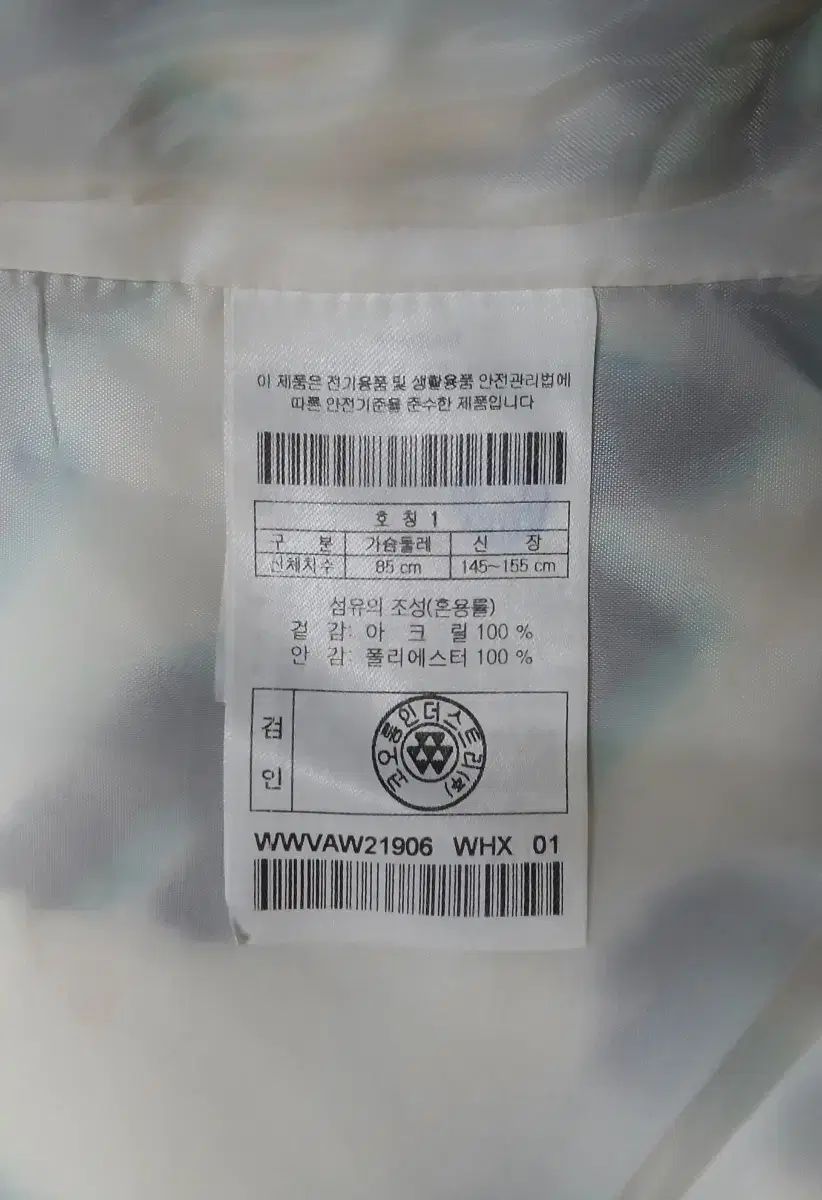 이 제품은 전기용품 및 생활용품 안전관리법에
따른 안전기준을 준수한 제품입니다
호 칭 1
구 분 가슴둘레 신 장
신체치수 85 cm 145~155 cm
섬유의 조성(혼용률)
겉 감: 아 크 릴 100 %
안 감: 폴리에스터 100 %
검
인
코오롱인더스트리(주)
WWVAW21906 WHX 01